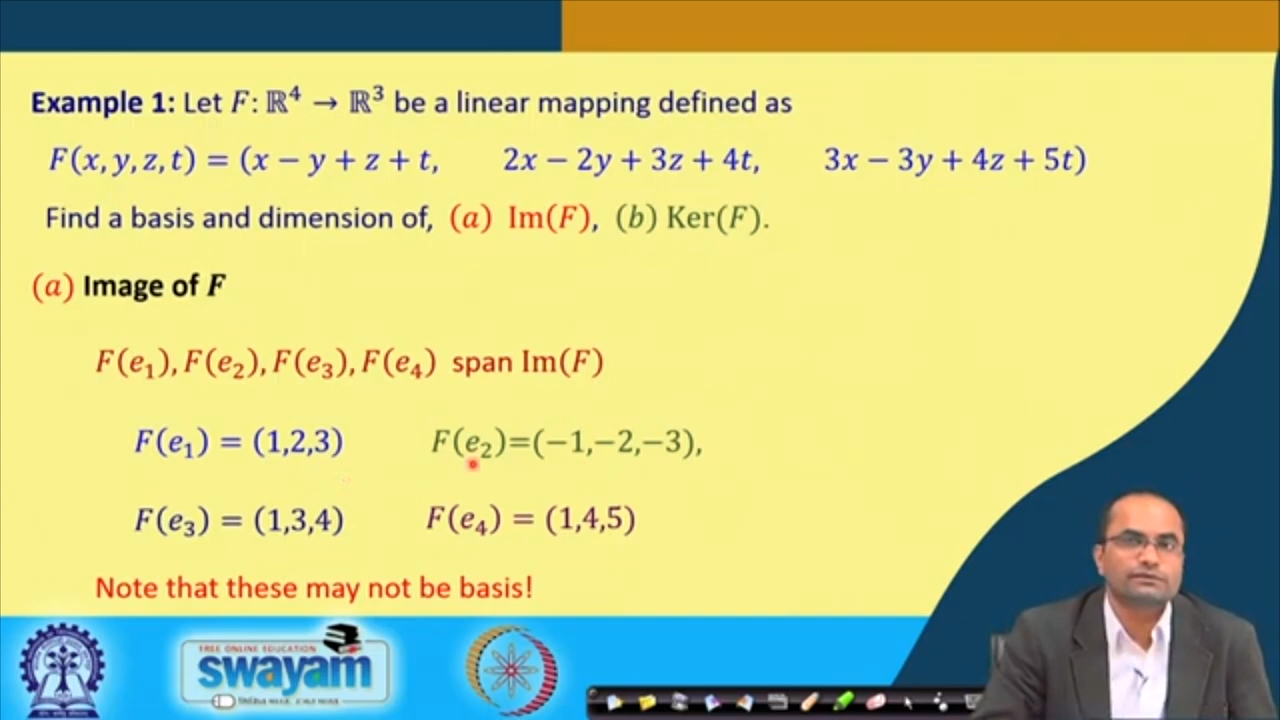 Example 1: Let F: ℝ⁴ → ℝ³ be a linear mapping defined as
F(x, y, z, t) = (x − y + z + t, 2x − 2y + 3z + 4t, 3x − 3y + 4z + 5t)
Find a basis and dimension of, (a) Im(F), (b) Ker(F).
(a) Image of F
F(e₁), F(e₂), F(e₃), F(e₄) span Im(F)
F(e₁) = (1,2,3) F(e₂)=(−1,−2,−3),
F(e₃) = (1,3,4) F(e₄) = (1,4,5)
Note that these may not be basis!
FREE ONLINE EDUCATION
swayam